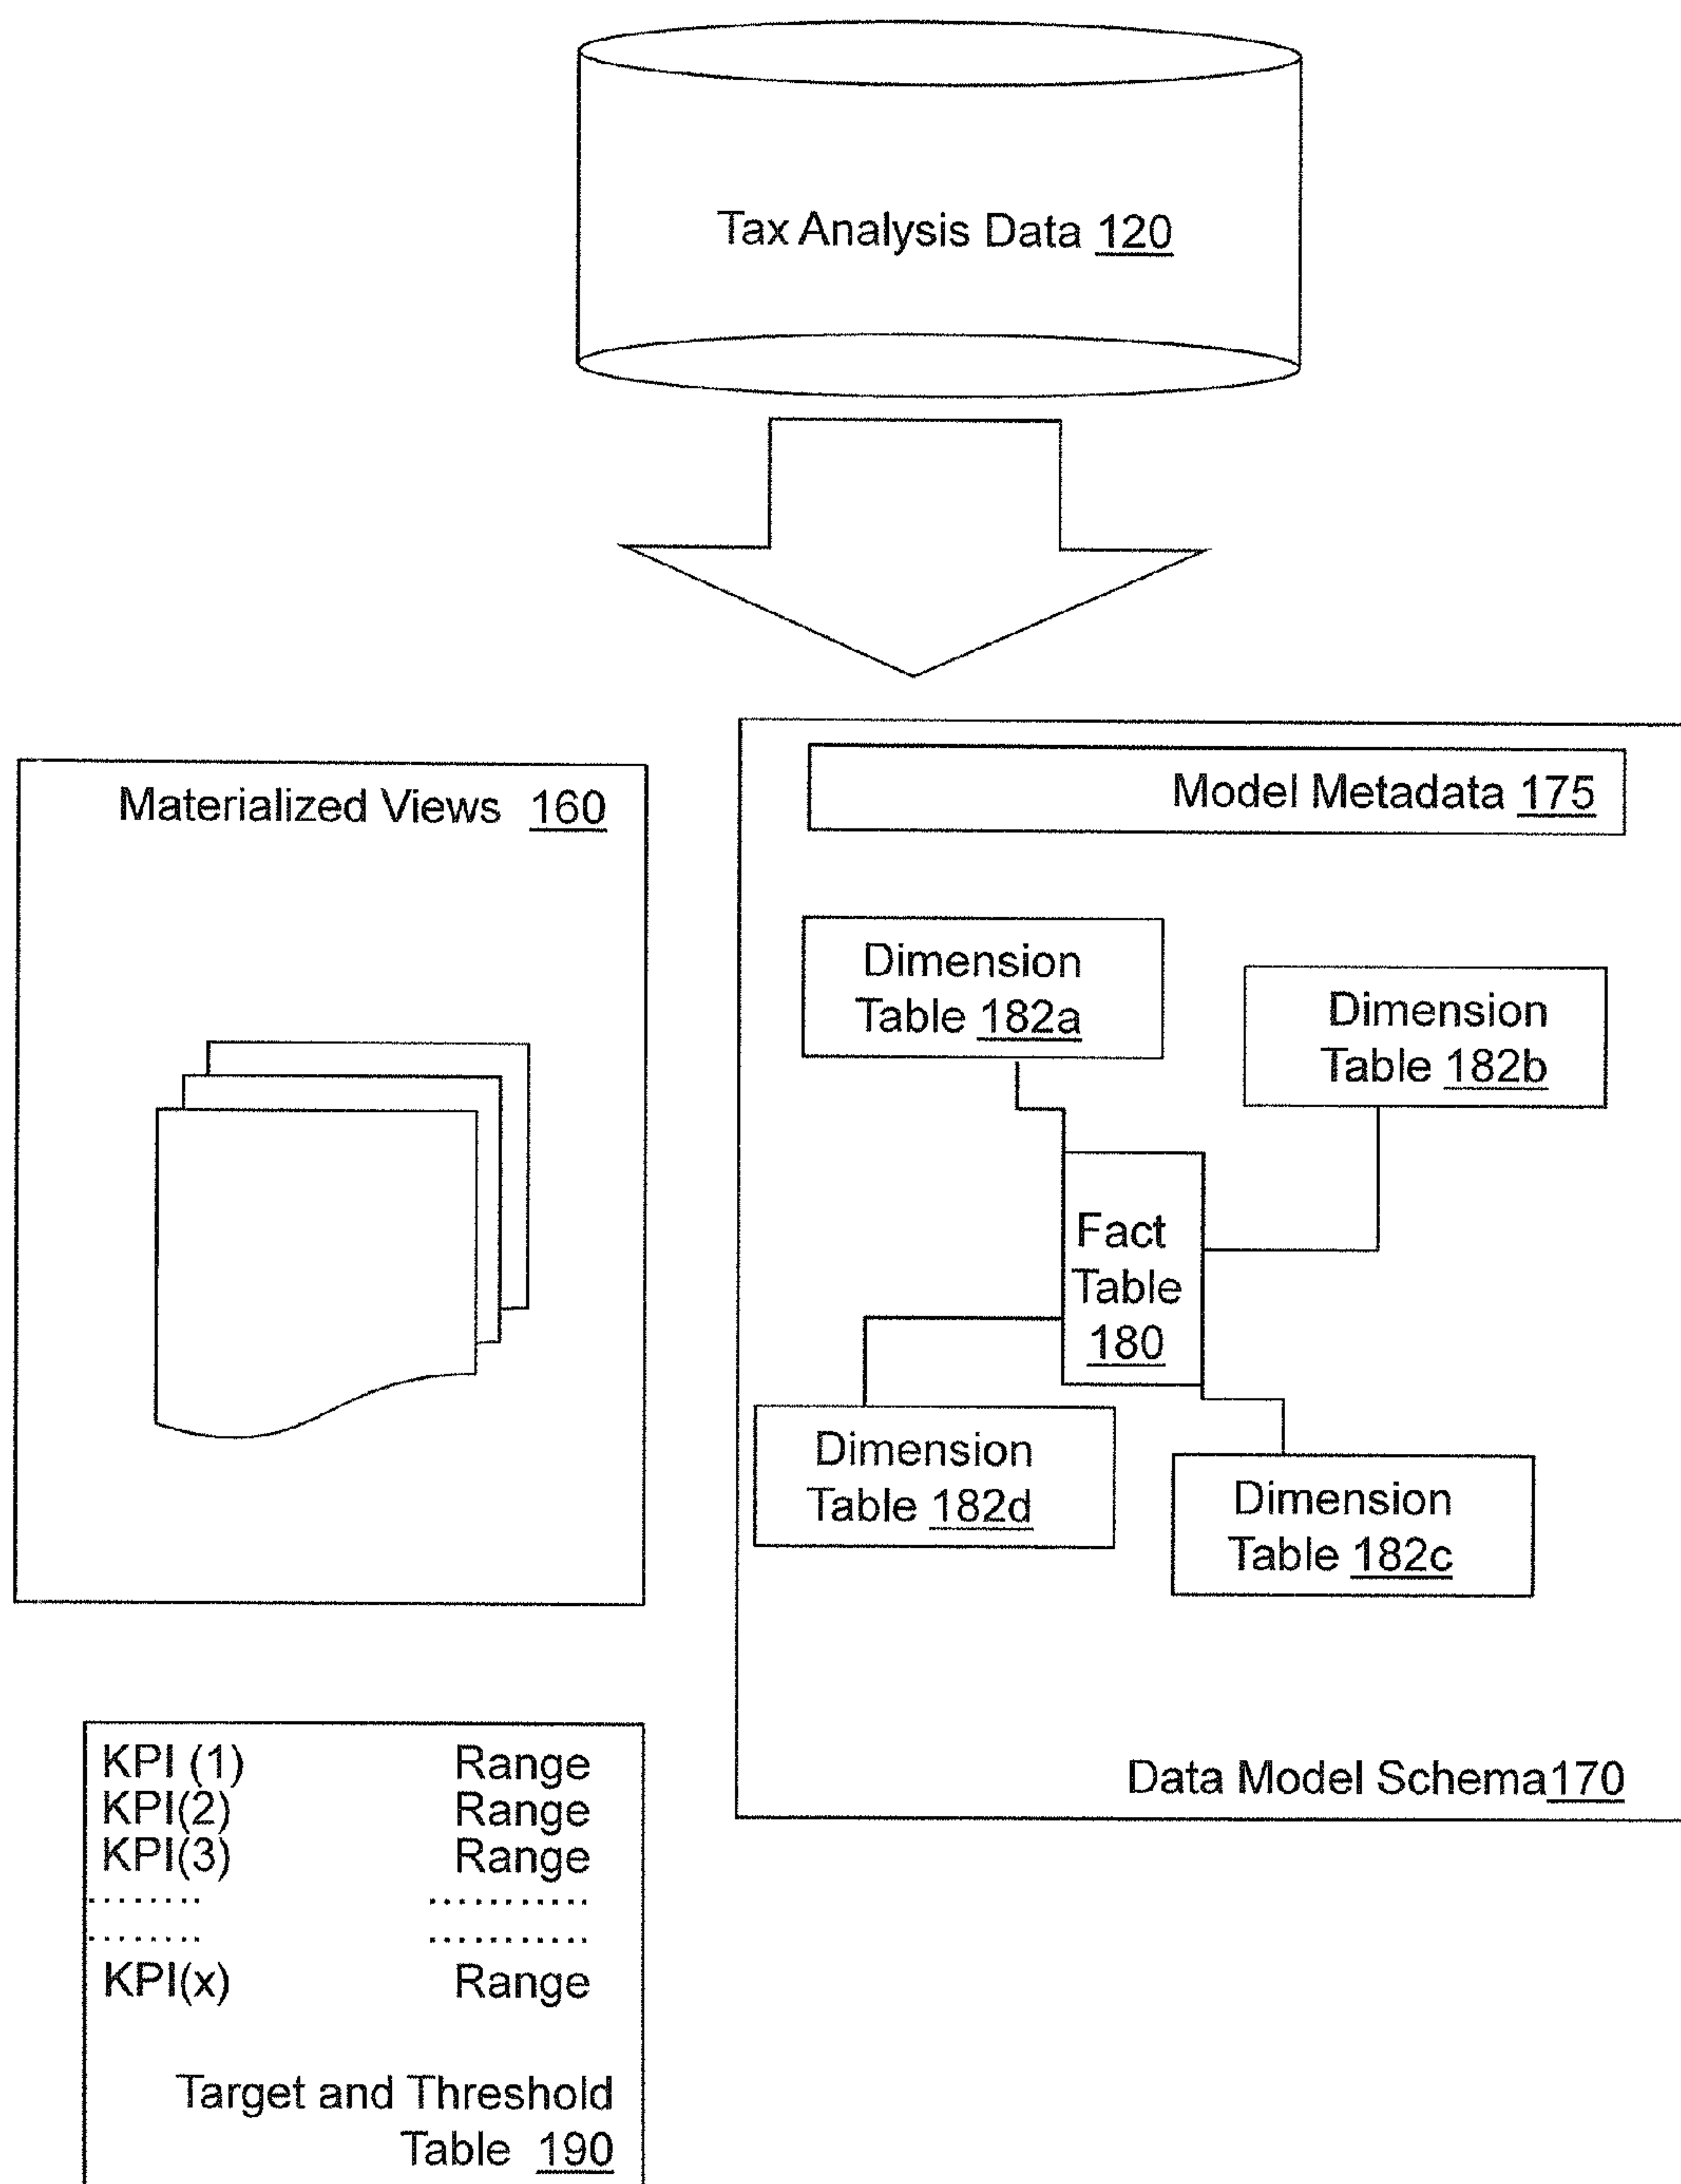 Tax Analysis Data 120
Materialized Views 160
Model Metadata 175
Dimension
Table 182a
Dimension
Table 182b
Fact
Table
180
Dimension
Table 182d
Dimension
Table 182c
Data Model Schema170
KPI (1) Range
KPI(2) Range
KPI(3) Range
........ ...........
........ ...........
KPI(x) Range
Target and Threshold
Table 190